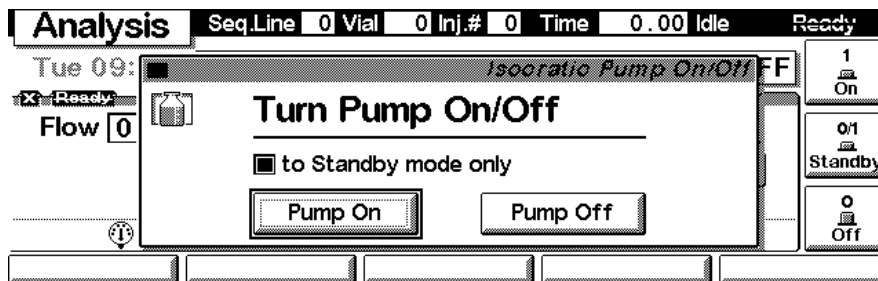 Analysis Seq.Line 0 Vial 0 Inj.# 0 Time 0.00 Idle Ready
Tue 09: Isocratic Pump On/Off FF
X Ready
Flow 0
Turn Pump On/Off
to Standby mode only
Pump On Pump Off
1
On
0/1
Standby
0
Off